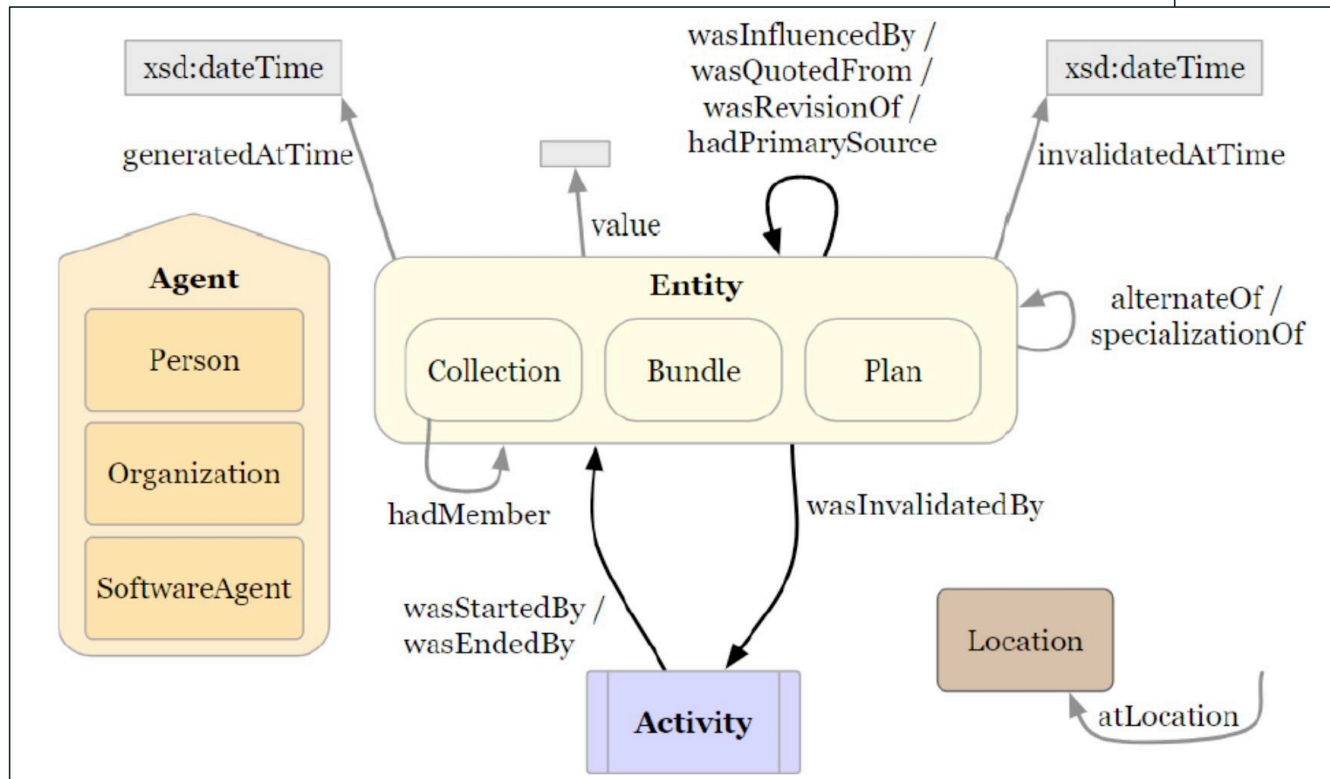 wasInfluencedBy /
wasQuotedFrom /
wasRevisionOf /
hadPrimarySource
xsd:dateTime
xsd:dateTime
generatedAtTime
invalidatedAtTime
value
Agent
Person
Organization
SoftwareAgent
Entity
Collection
Bundle
Plan
alternateOf /
specializationOf
hadMember
wasInvalidatedBy
wasStartedBy /
wasEndedBy
Activity
Location
atLocation